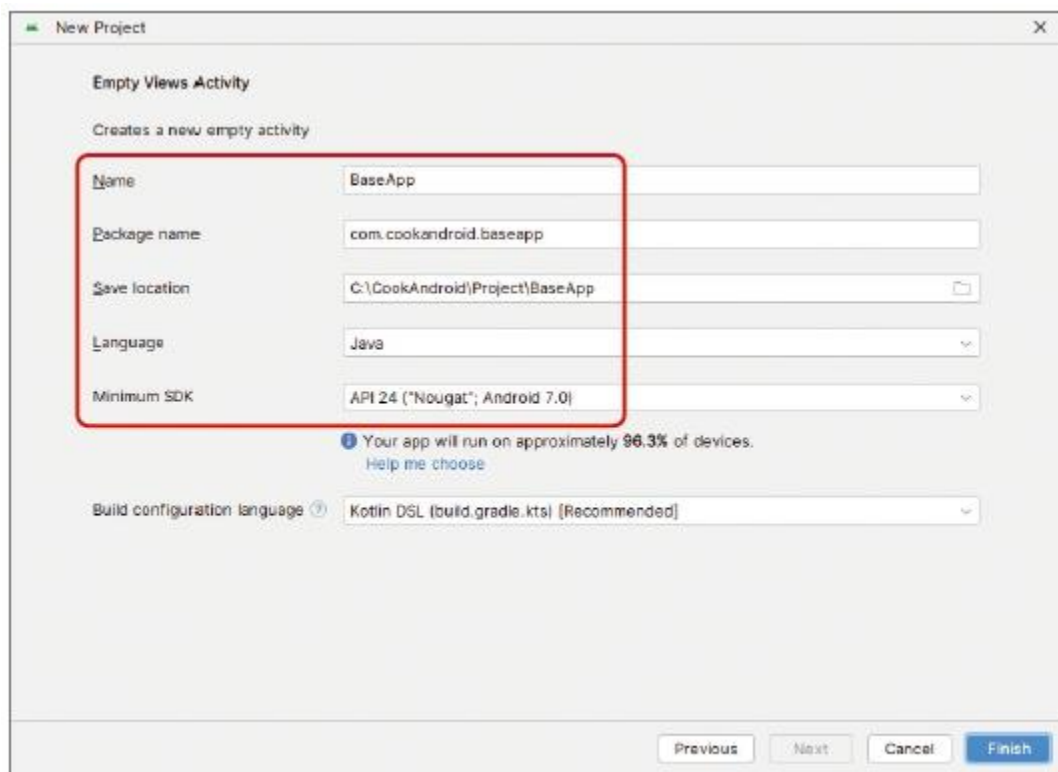 New Project
Empty Views Activity
Creates a new empty activity
Name BaseApp
Package name com.cookandroid.baseapp
Save location C:\CookAndroid\Project\BaseApp
Language Java
Minimum SDK API 24 ("Nougat"; Android 7.0)
Your app will run on approximately 96.3% of devices.
Help me choose
Build configuration language Kotlin DSL (build.gradle.kts) [Recommended]
Previous Next Cancel Finish